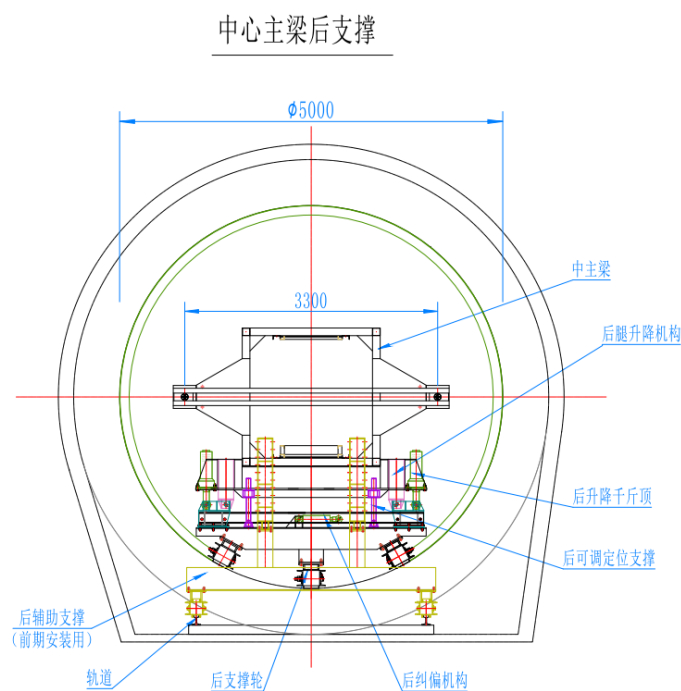 中心主梁后支撑
ϕ5000
中主梁
3300
后腿升降机构
后升降千斤顶
后可调定位支撑
后辅助支撑
(前期安装用)
轨道
后支撑轮
后纠偏机构